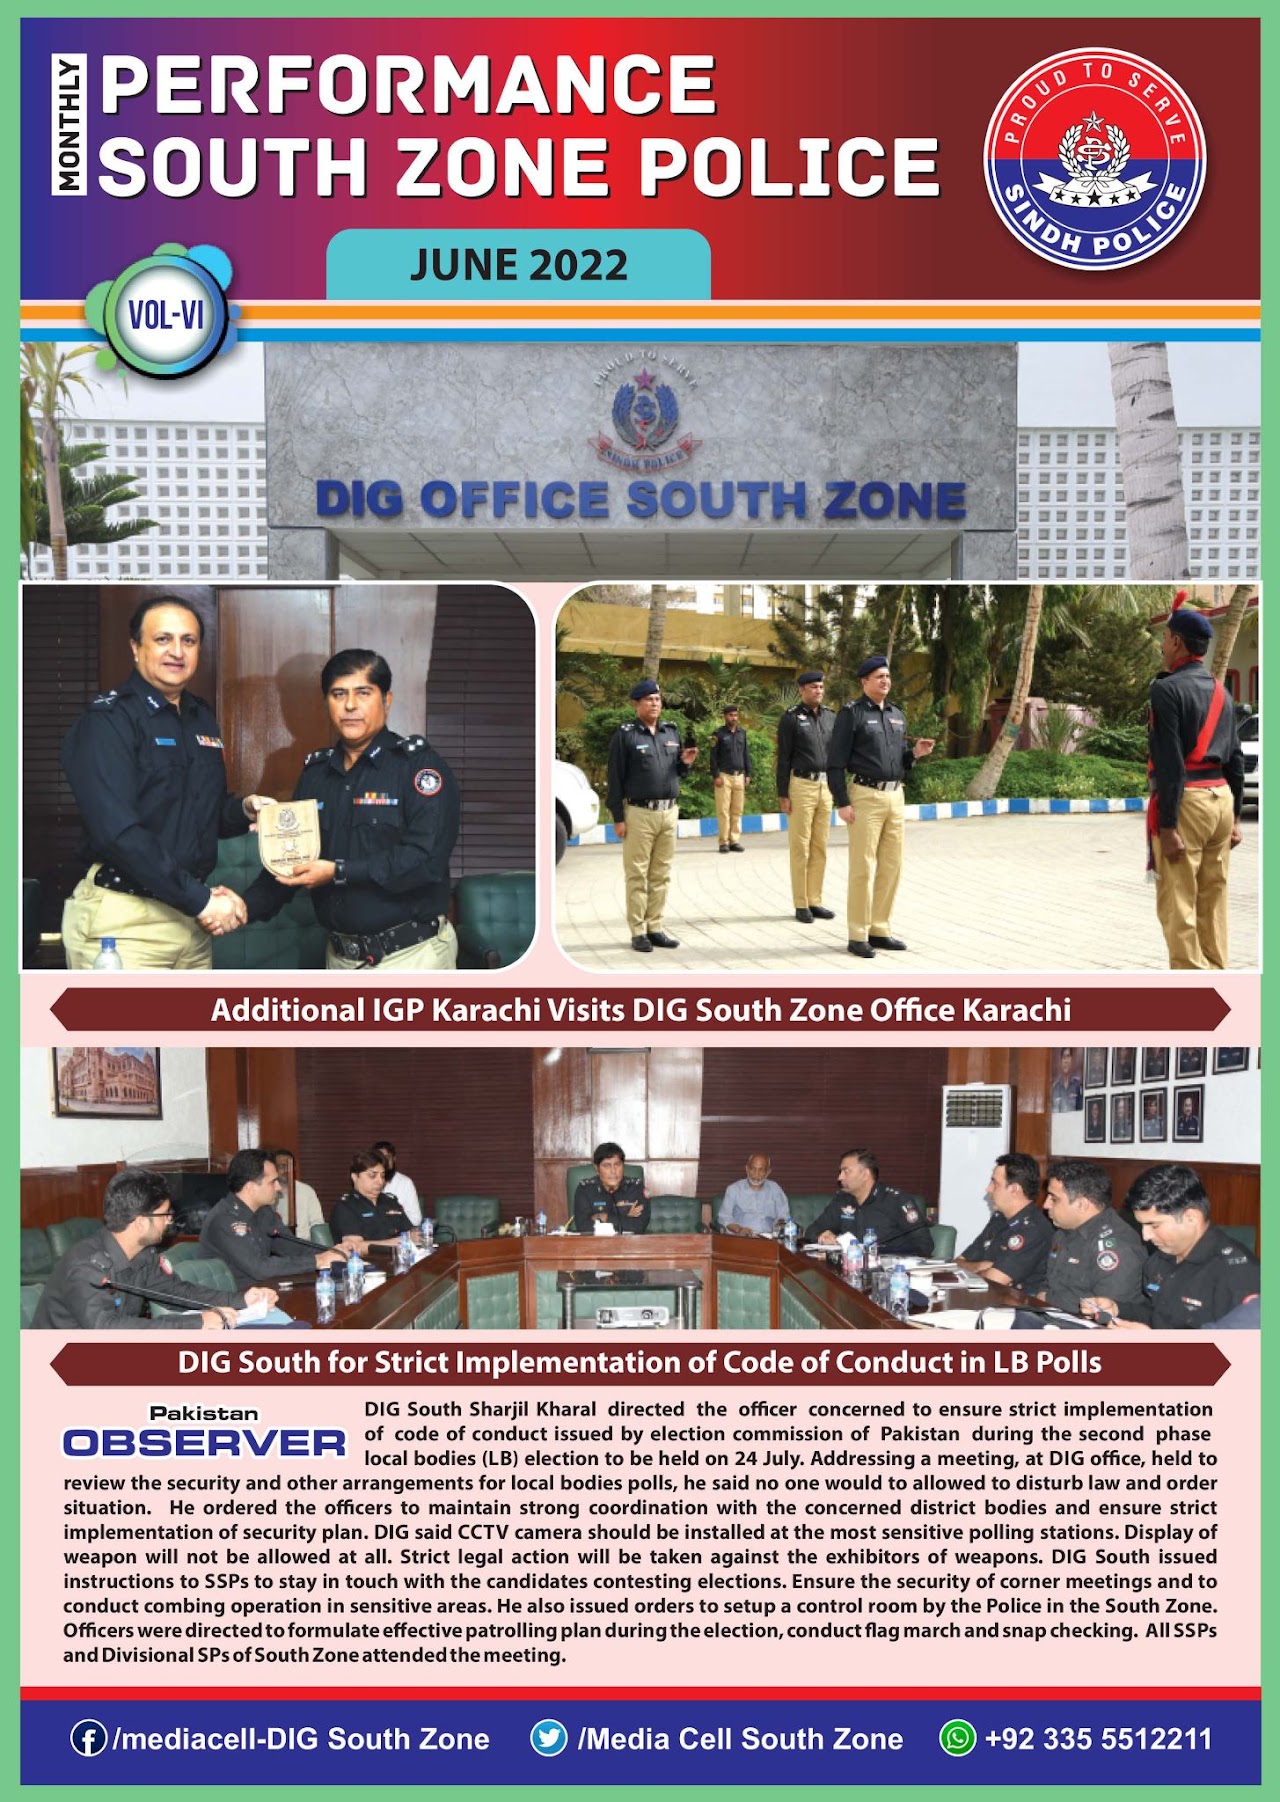 MONTHLY
PERFORMANCE
SOUTH ZONE POLICE
PROUD TO SERVE
SINDH POLICE
JUNE 2022
VOL-VI
PROUD TO SERVE
SINDH POLICE
DIG OFFICE SOUTH ZONE
Additional IGP Karachi Visits DIG South Zone Office Karachi
DIG South for Strict Implementation of Code of Conduct in LB Polls
Pakistan
OBSERVER
DIG South Sharjil Kharal directed the officer concerned to ensure strict implementation
of code of conduct issued by election commission of Pakistan during the second phase
local bodies (LB) election to be held on 24 July. Addressing a meeting, at DIG office, held to
review the security and other arrangements for local bodies polls, he said no one would to allowed to disturb law and order
situation. He ordered the officers to maintain strong coordination with the concerned district bodies and ensure strict
implementation of security plan. DIG said CCTV camera should be installed at the most sensitive polling stations. Display of
weapon will not be allowed at all. Strict legal action will be taken against the exhibitors of weapons. DIG South issued
instructions to SSPs to stay in touch with the candidates contesting elections. Ensure the security of corner meetings and to
conduct combing operation in sensitive areas. He also issued orders to setup a control room by the Police in the South Zone.
Officers were directed to formulate effective patrolling plan during the election, conduct flag march and snap checking. All SSPs
and Divisional SPs of South Zone attended the meeting.
/mediacell-DIG South Zone
/Media Cell South Zone
+92 335 5512211